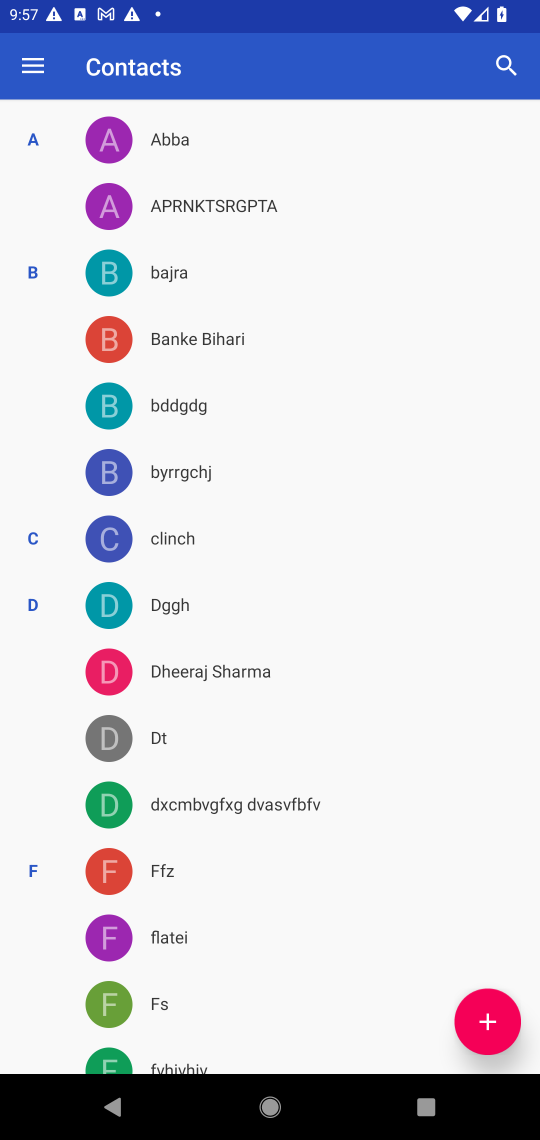 9:57
Contacts
A
A Abba
A APRNKTSRGPTA
B
B bajra
B Banke Bihari
B bddgdg
B byrrgchj
C
C clinch
D
D Dggh
D Dheeraj Sharma
D Dt
D dxcmbvgfxg dvasvfbfv
F
F Ffz
F flatei
F Fs